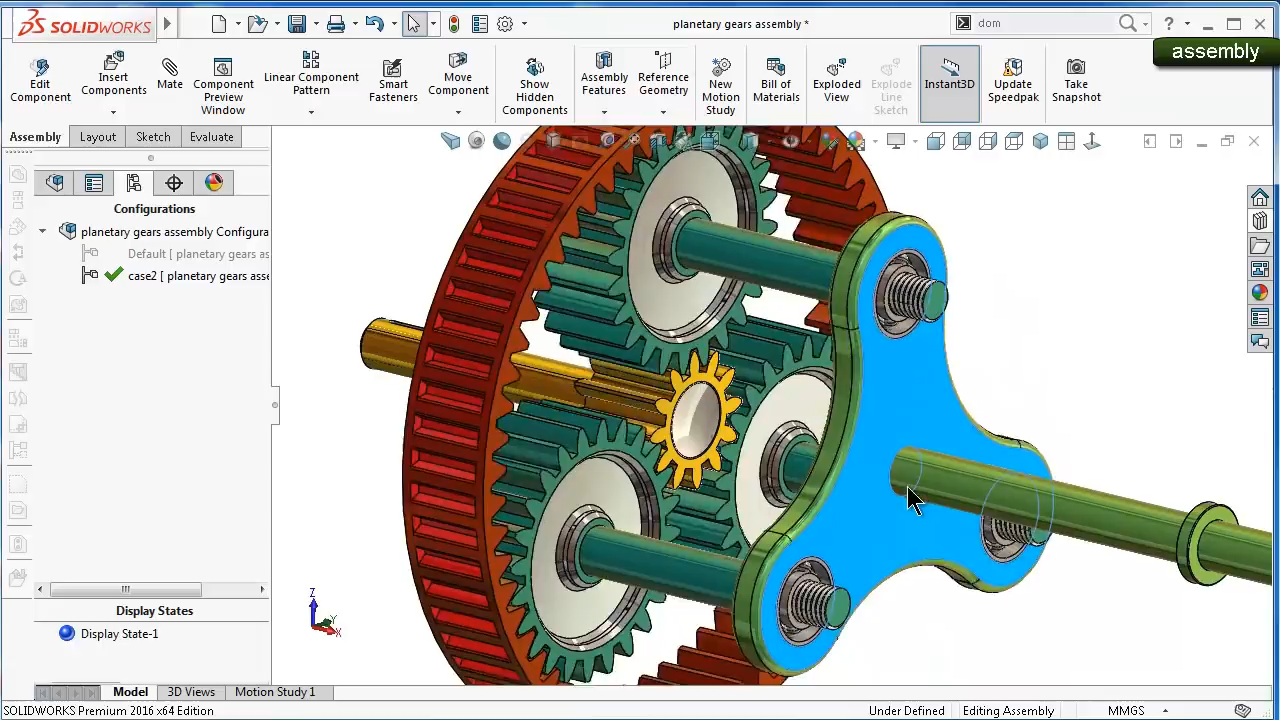 SOLIDWORKS
planetary gears assembly *
dom
?
assembly
Edit Component
Insert Components
Mate
Component Preview Window
Linear Component Pattern
Smart Fasteners
Move Component
Show Hidden Components
Assembly Features
Reference Geometry
New Motion Study
Bill of Materials
Exploded View
Explode Line Sketch
Instant3D
Update Speedpak
Take Snapshot
Assembly
Layout
Sketch
Evaluate
Configurations
planetary gears assembly Configura
Default [ planetary gears as
case2 [ planetary gears asse
Display States
Display State-1
Z
Y
X
Model
3D Views
Motion Study 1
SOLIDWORKS Premium 2016 x64 Edition
Under Defined
Editing Assembly
MMGS